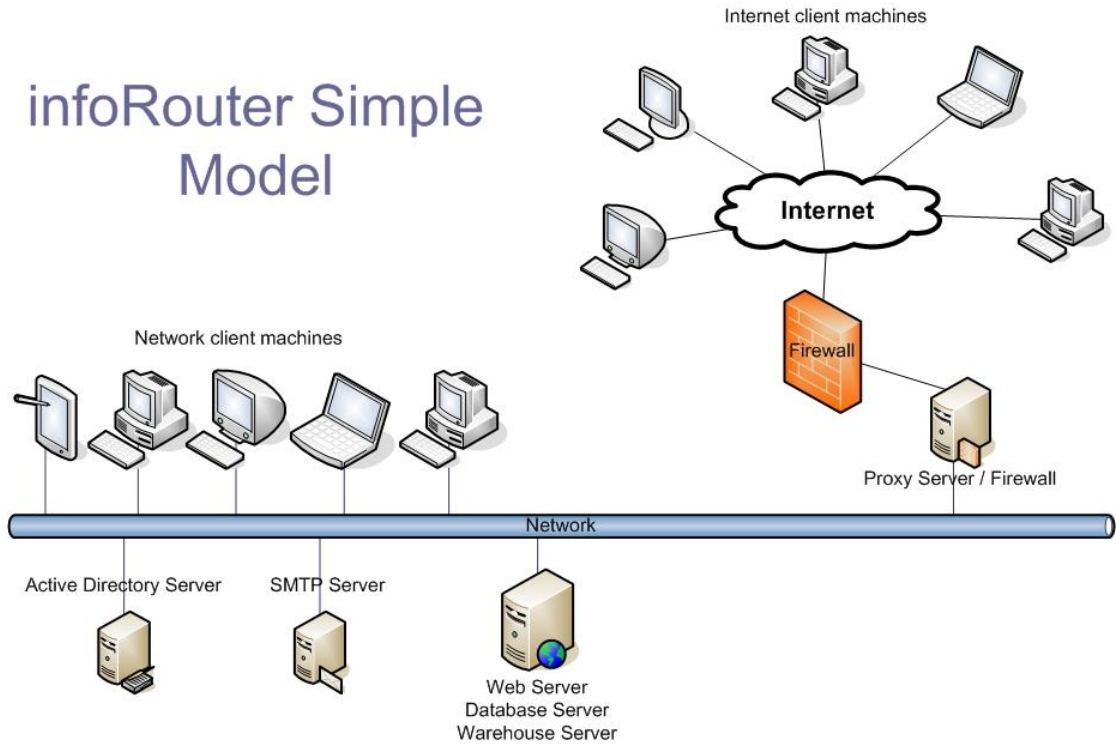 infoRouter Simple
Model
Internet client machines
Internet
Firewall
Network client machines
Proxy Server / Firewall
Network
Active Directory Server
SMTP Server
Web Server
Database Server
Warehouse Server